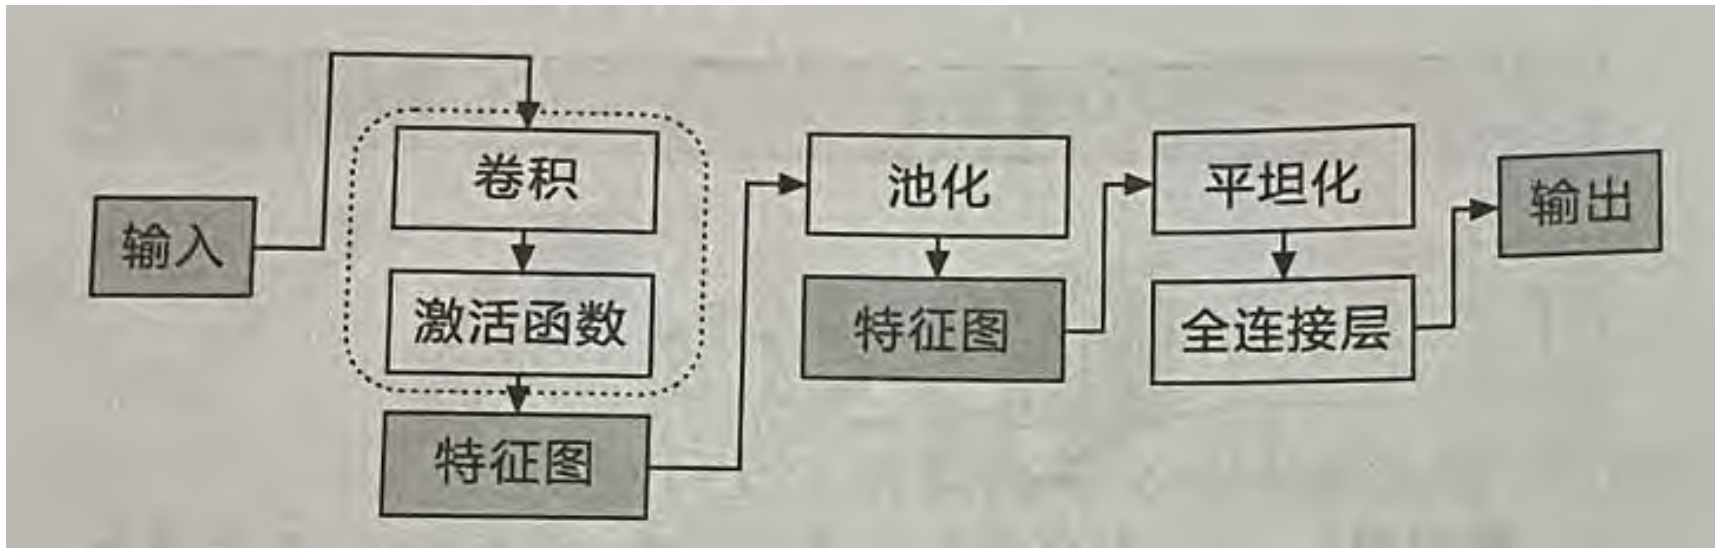 输入
卷积
激活函数
特征图
池化
特征图
平坦化
全连接层
输出